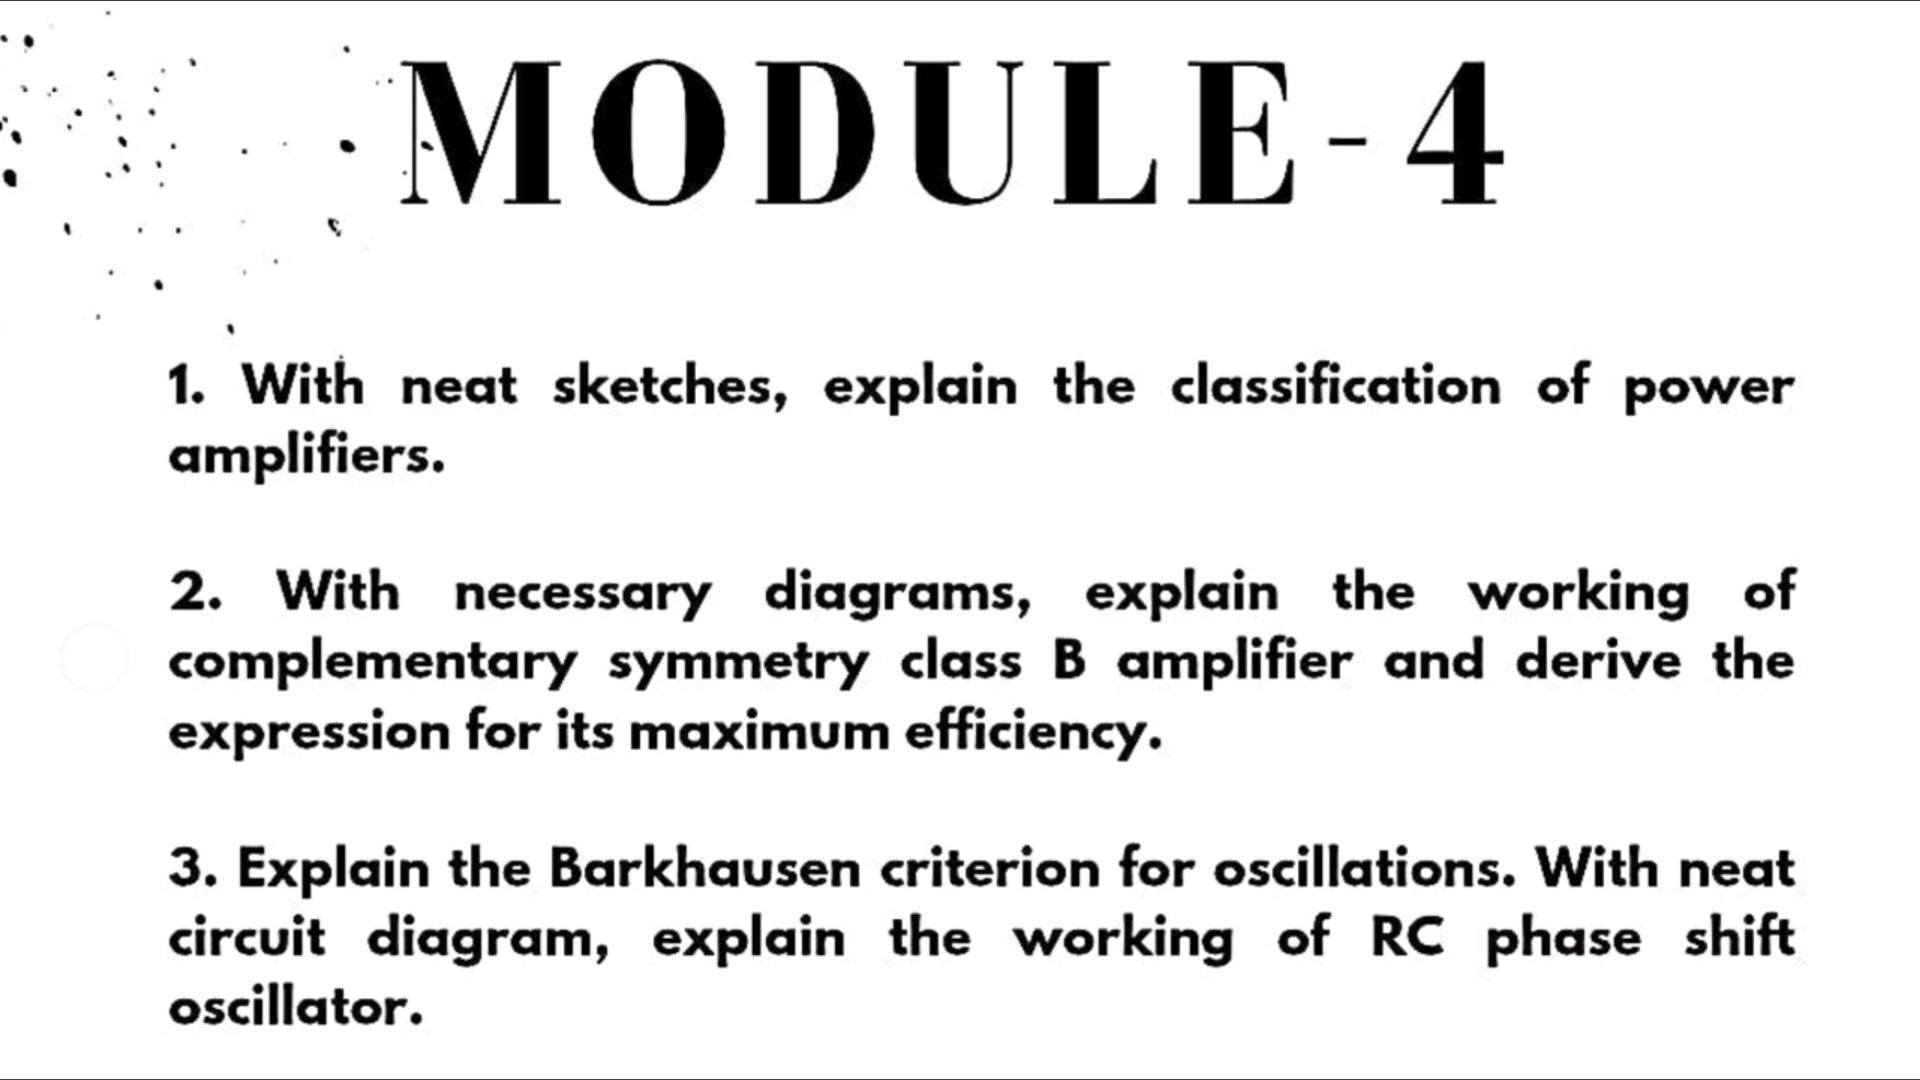 MODULE-4
1. With neat sketches, explain the classification of power
amplifiers.
2. With necessary diagrams, explain the working of
complementary symmetry class B amplifier and derive the
expression for its maximum efficiency.
3. Explain the Barkhausen criterion for oscillations. With neat
circuit diagram, explain the working of RC phase shift
oscillator.